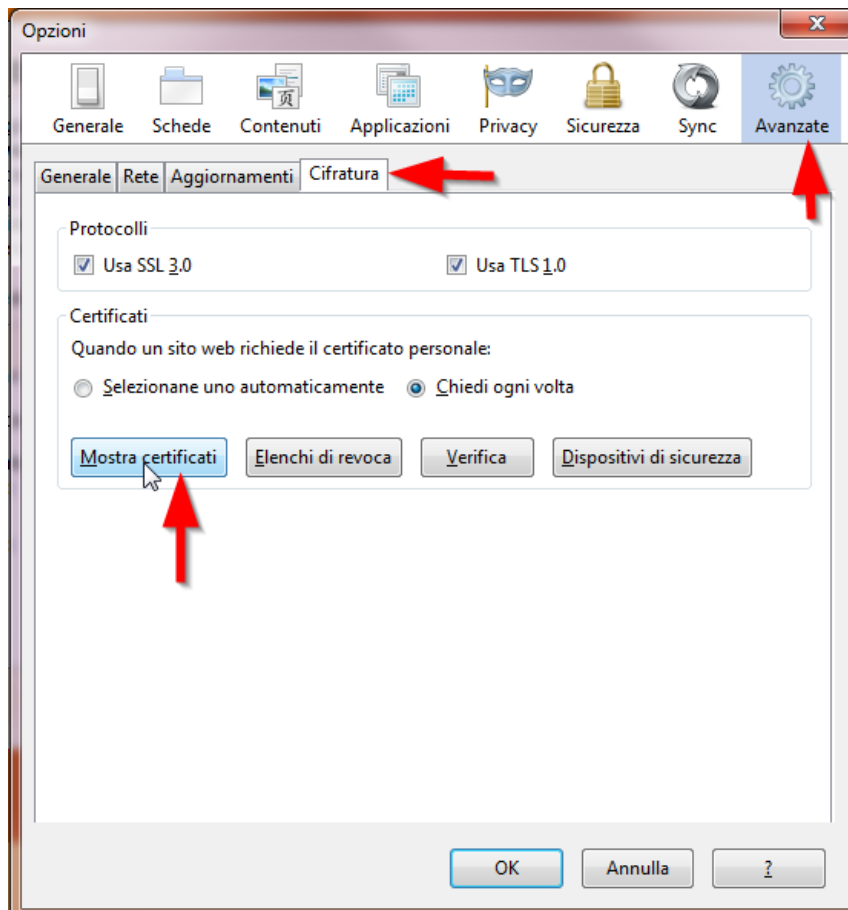 Opzioni
Generale Schede Contenuti Applicazioni Privacy Sicurezza Sync Avanzate
Generale Rete Aggiornamenti Cifratura
Protocolli
Usa SSL 3.0 Usa TLS 1.0
Certificati
Quando un sito web richiede il certificato personale:
Selezionane uno automaticamente Chiedi ogni volta
Mostra certificati Elenchi di revoca Verifica Dispositivi di sicurezza
OK Annulla ?